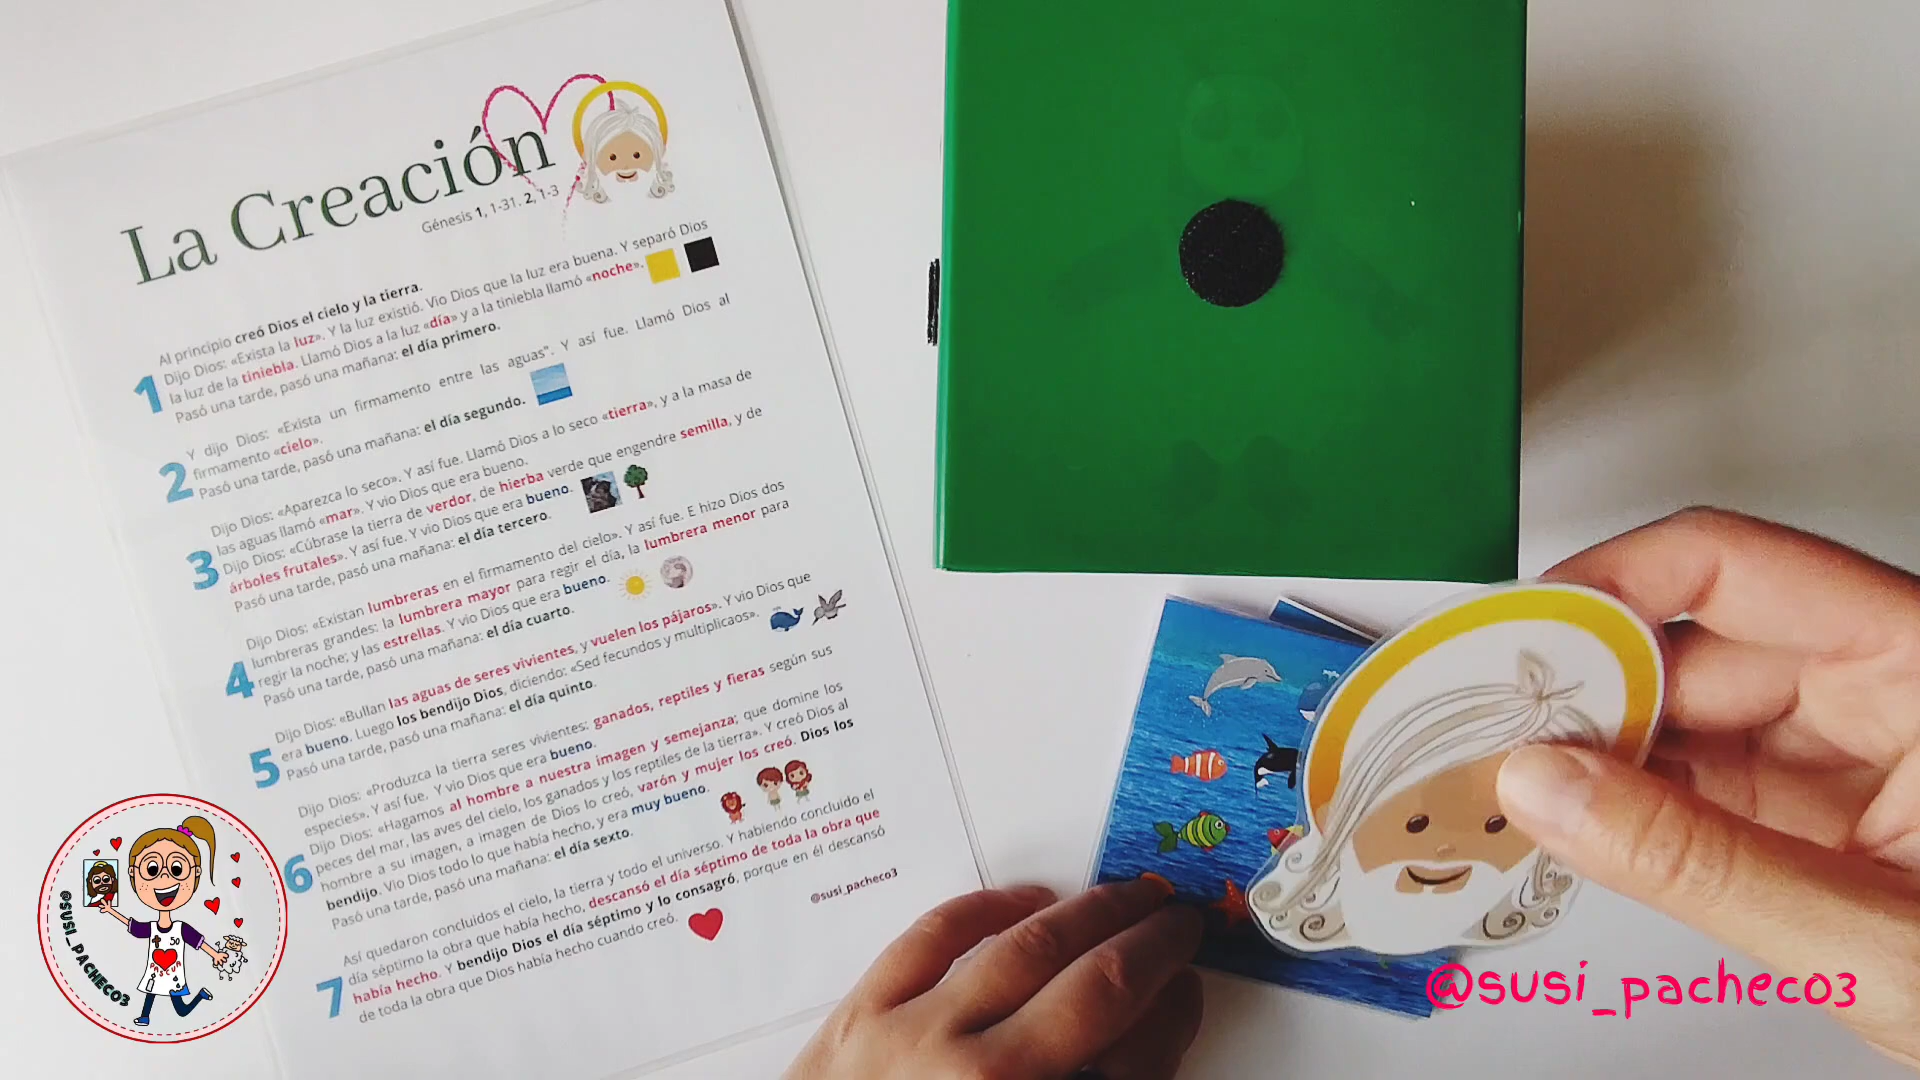 La Creación
Génesis 1, 1-31. 2, 1-3
Al principio creó Dios el cielo y la tierra.
Dijo Dios: «Exista la luz». Y la luz existió. Vio Dios que la luz era buena. Y separó Dios
la luz de la tiniebla. Llamó Dios a la luz «día» y a la tiniebla llamó «noche».
1 Pasó una tarde, pasó una mañana: el día primero.
Y dijo Dios: «Exista un firmamento entre las aguas”. Y así fue. Llamó Dios al
firmamento «cielo».
2 Pasó una tarde, pasó una mañana: el día segundo.
Dijo Dios: «Aparezca lo seco». Y así fue. Llamó Dios a lo seco «tierra», y a la masa de
las aguas llamó «mar». Y vio Dios que era bueno.
Dijo Dios: «Cúbrase la tierra de verdor, de hierba verde que engendre semilla, y de
3 árboles frutales». Y así fue. Y vio Dios que era bueno.
Pasó una tarde, pasó una mañana: el día tercero.
Dijo Dios: «Existan lumbreras en el firmamento del cielo». Y así fue. E hizo Dios dos
lumbreras grandes: la lumbrera mayor para regir el día, la lumbrera menor para
4 regir la noche; y las estrellas. Y vio Dios que era bueno.
Pasó una tarde, pasó una mañana: el día cuarto.
Dijo Dios: «Bullan las aguas de seres vivientes, y vuelen los pájaros». Y vio Dios que
5 era bueno. Luego los bendijo Dios, diciendo: «Sed fecundos y multiplicaos».
Pasó una tarde, pasó una mañana: el día quinto.
Dijo Dios: «Produzca la tierra seres vivientes: ganados, reptiles y fieras según sus
especies». Y así fue. Y vio Dios que era bueno.
Dijo Dios: «Hagamos al hombre a nuestra imagen y semejanza; que domine los
6 peces del mar, las aves del cielo, los ganados y los reptiles de la tierra». Y creó Dios al
hombre a su imagen, a imagen de Dios lo creó, varón y mujer los creó. Dios los
bendijo. Vio Dios todo lo que había hecho, y era muy bueno.
Pasó una tarde, pasó una mañana: el día sexto.
Así quedaron concluidos el cielo, la tierra y todo el universo. Y habiendo concluido el
día séptimo la obra que había hecho, descansó el día séptimo de toda la obra que
7 había hecho. Y bendijo Dios el día séptimo y lo consagró, porque en él descansó
de toda la obra que Dios había hecho cuando creó.
@susi_pacheco3
@SUSI_PACHECO3
50
PASCUA
@susi_pacheco3